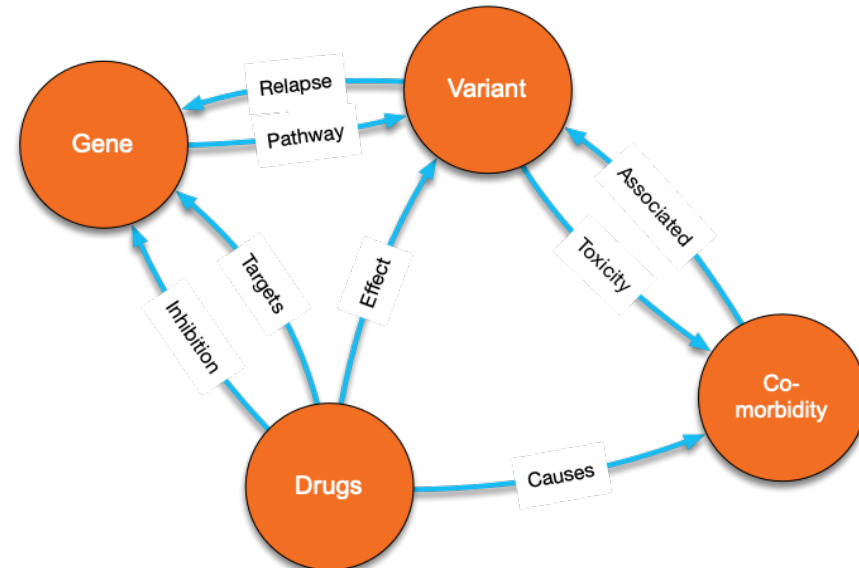 Relapse
Variant
Gene
Pathway
Associated
Toxicity
Targets
Effect
Inhibition
Co-
morbidity
Causes
Drugs